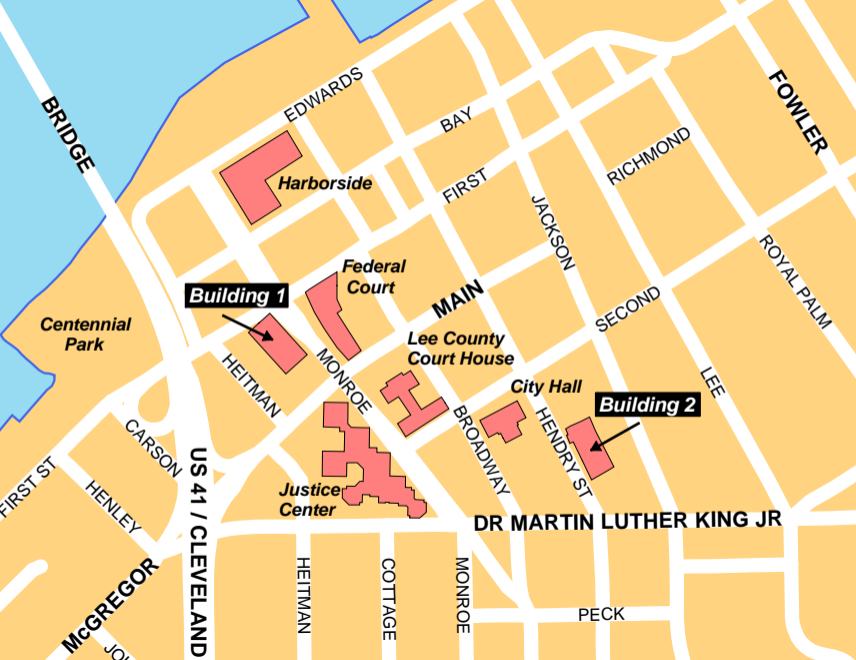 EDWARDS
BAY
FOWLER
BRIDGE
RICHMOND
Harborside
FIRST
JACKSON
Federal
Court
ROYAL PALM
Building 1
MAIN
SECOND
Centennial
Park
Lee County
Court House
HEITMAN
MONROE
LEE
City Hall
Building 2
CARSON
BROADWAY
HENDRY ST
US 41 / CLEVELAND
FIRST ST
HENLEY
Justice
Center
DR MARTIN LUTHER KING JR
McGREGOR
HEITMAN
COTTAGE
MONROE
PECK